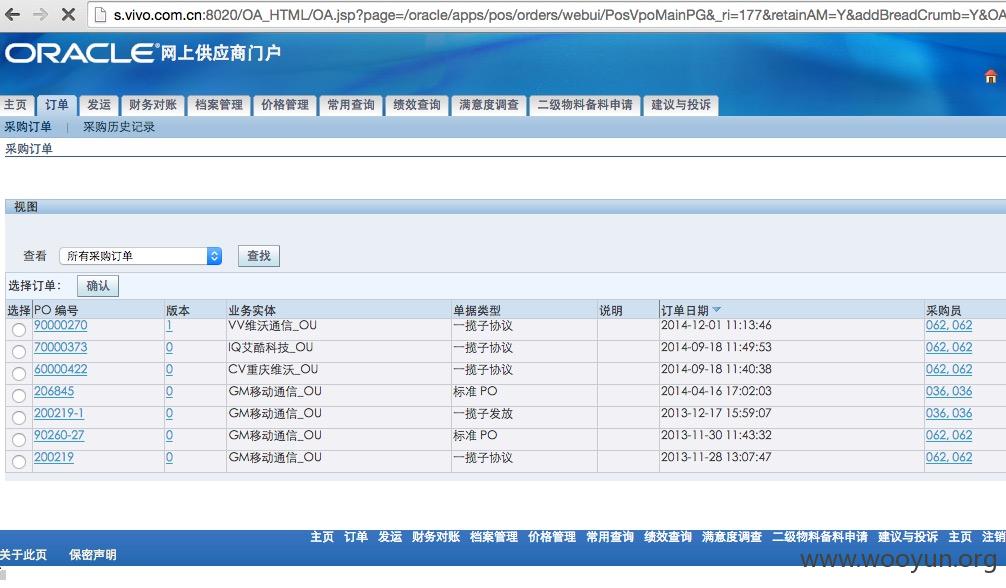 s.vivo.com.cn:8020/OA_HTML/OA.jsp?page=/oracle/apps/pos/orders/webui/PosVpoMainPG&_ri=177&retainAM=Y&addBreadCrumb=Y&OA
ORACLE® 网上供应商门户
主页 订单 发运 财务对账 档案管理 价格管理 常用查询 绩效查询 满意度调查 二级物料备料申请 建议与投诉
采购订单 | 采购历史记录
采购订单
视图
查看 所有采购订单 查找
选择订单: 确认
选择 PO 编号 版本 业务实体 单据类型 说明 订单日期 采购员
90000270 1 VV维沃通信_OU 一揽子协议 2014-12-01 11:13:46 062, 062
70000373 0 IQ艾酷科技_OU 一揽子协议 2014-09-18 11:49:53 062, 062
60000422 0 CV重庆维沃_OU 一揽子协议 2014-09-18 11:40:38 062, 062
206845 0 GM移动通信_OU 标准 PO 2014-04-16 17:02:03 036, 036
200219-1 0 GM移动通信_OU 一揽子发放 2013-12-17 15:59:07 036, 036
90260-27 0 GM移动通信_OU 标准 PO 2013-11-30 11:43:32 062, 062
200219 0 GM移动通信_OU 一揽子协议 2013-11-28 13:07:47 062, 062
主页 订单 发运 财务对账 档案管理 价格管理 常用查询 绩效查询 满意度调查 二级物料备料申请 建议与投诉 主页 注销
关于此页 保密声明
www.wooyun.org